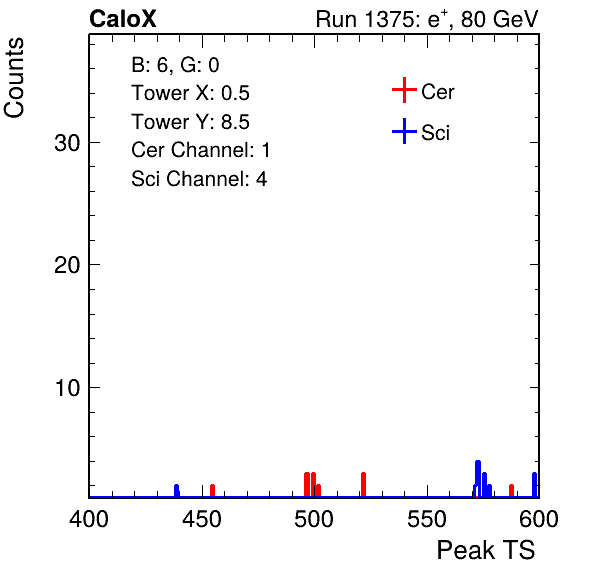 CaloX Run 1375: e⁺, 80 GeV
Counts
B: 6, G: 0
Tower X: 0.5
Tower Y: 8.5
Cer Channel: 1
Sci Channel: 4
Cer
Sci
30
20
10
400 450 500 550 600
Peak TS